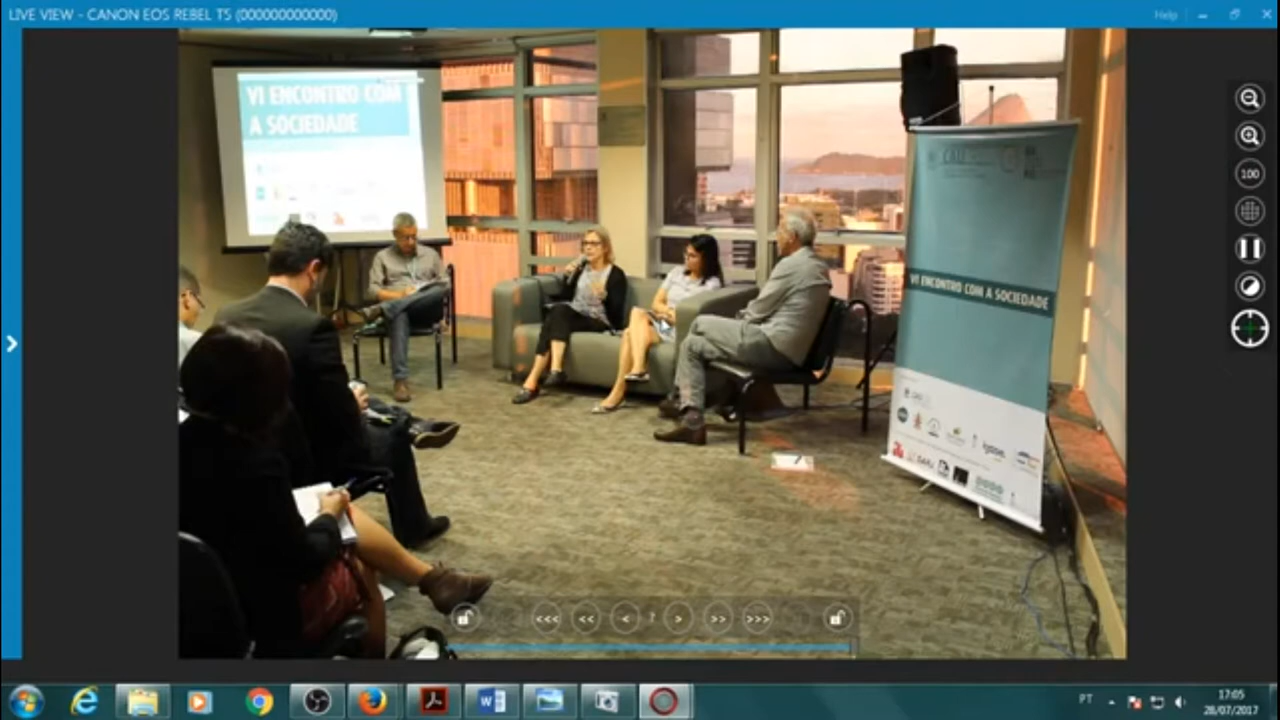 LIVE VIEW - CANON EOS REBEL T5 (000000000000)
Help
VI ENCONTRO COM
A SOCIEDADE
CAU
VI ENCONTRO COM A SOCIEDADE
100
<<< << < ? > >> >>>
PT
17:05
28/07/2017